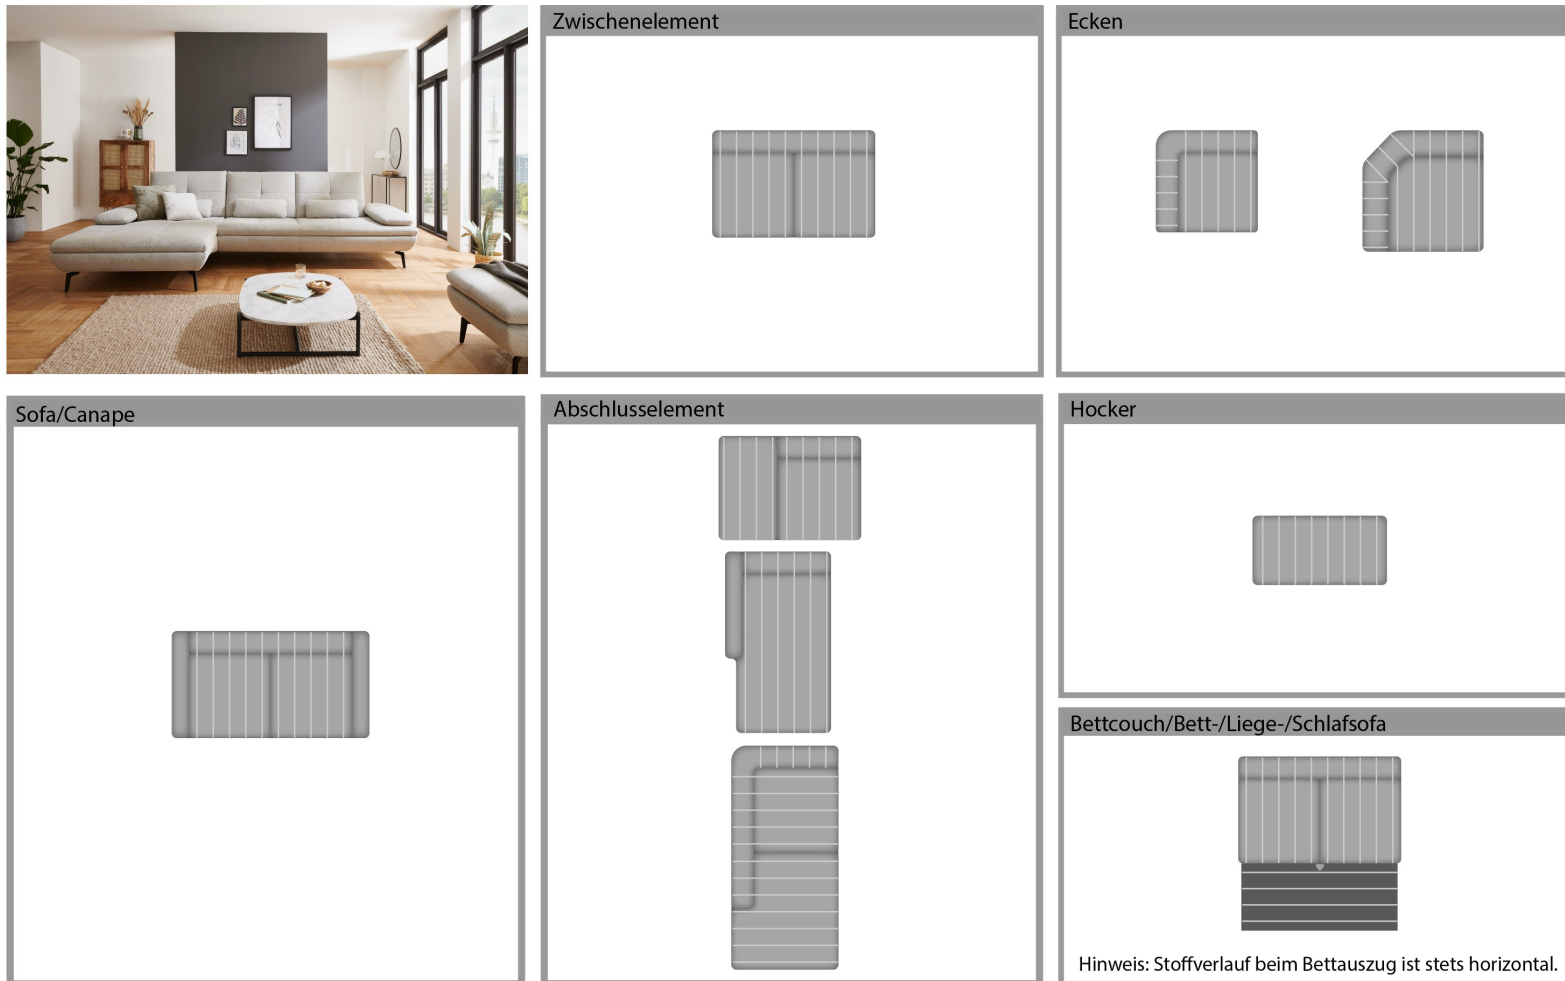 Zwischenelement
Ecken
Sofa/Canape
Abschlusselement
Hocker
Bettcouch/Bett-/Liege-/Schlafsofa
Hinweis: Stoffverlauf beim Bettauszug ist stets horizontal.